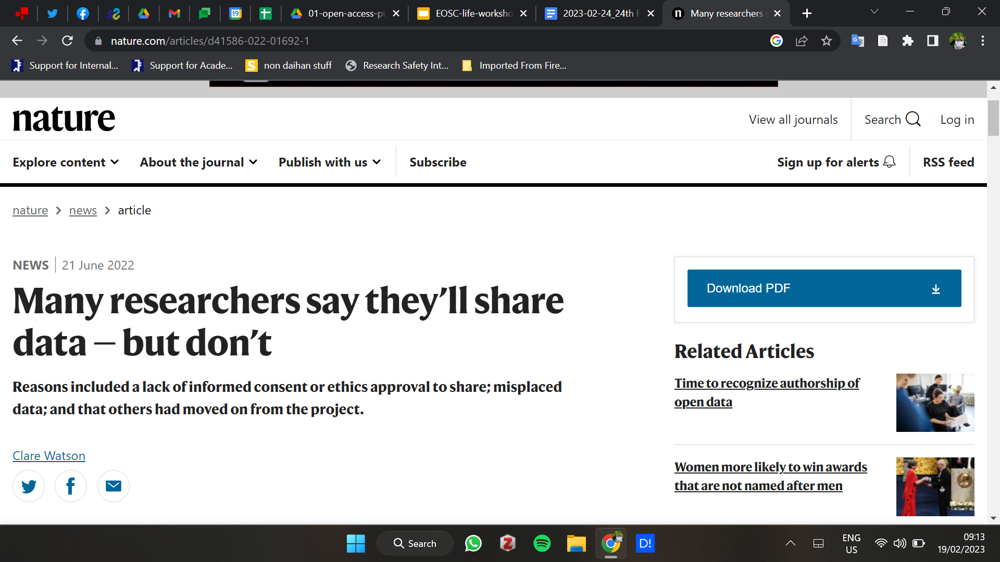 19
01-open-access-pu
EOSC-life-worksho
2023-02-24_24th F
n
Many researchers s
nature.com/articles/d41586-022-01692-1
Support for Internal...
Support for Acade...
S
non daihan stuff
Research Safety Int...
Imported From Fire...
nature
View all journals
Search
Log in
Explore content
About the journal
Publish with us
Subscribe
Sign up for alerts
RSS feed
nature
news
article
NEWS
21 June 2022
Many researchers say they’ll share
data — but don’t
Reasons included a lack of informed consent or ethics approval to share; misplaced
data; and that others had moved on from the project.
Clare Watson
Download PDF
Related Articles
Time to recognize authorship of
open data
Women more likely to win awards
that are not named after men
Search
Z
D!
ENG
US
09:13
19/02/2023